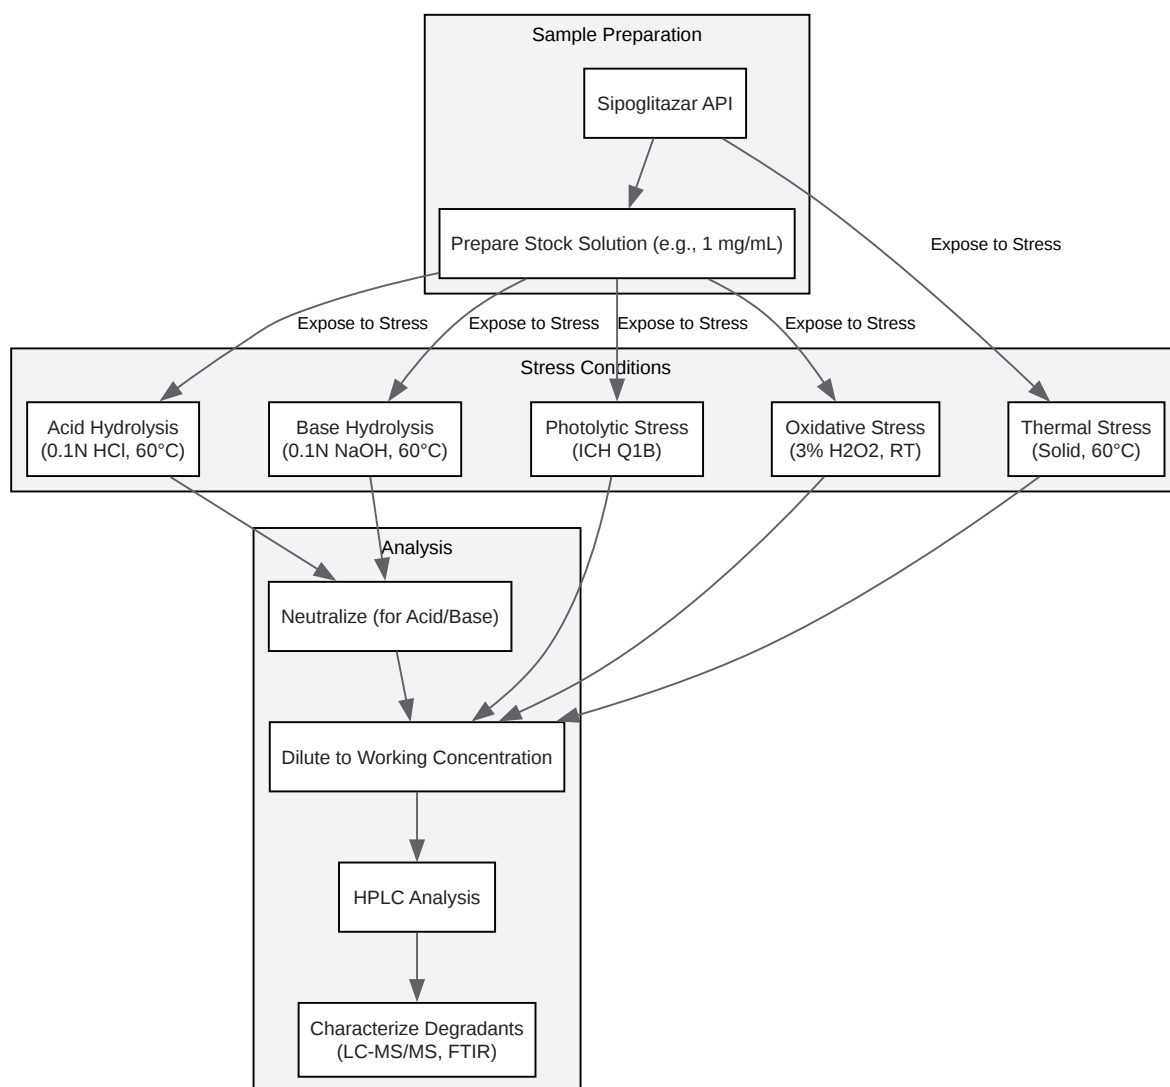 Sample Preparation
Sipoglitazar API
Prepare Stock Solution (e.g., 1 mg/mL)
Expose to Stress
Expose to Stress
Expose to Stress
Expose to Stress
Expose to Stress
Stress Conditions
Acid Hydrolysis
(0.1N HCl, 60°C)
Base Hydrolysis
(0.1N NaOH, 60°C)
Photolytic Stress
(ICH Q1B)
Oxidative Stress
(3% H2O2, RT)
Thermal Stress
(Solid, 60°C)
Analysis
Neutralize (for Acid/Base)
Dilute to Working Concentration
HPLC Analysis
Characterize Degradants
(LC-MS/MS, FTIR)